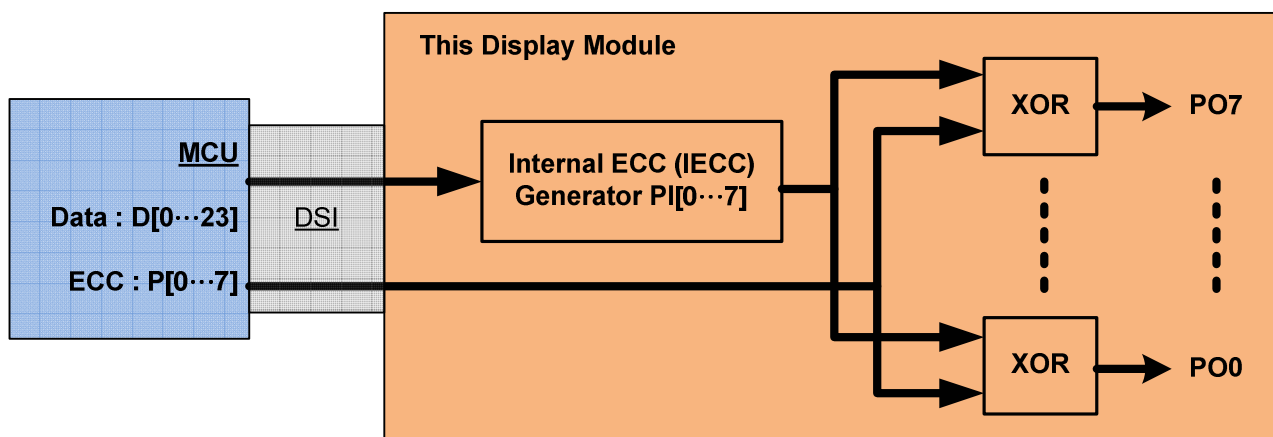 This Display Module
MCU
Data : D[0···23]
ECC : P[0···7]
DSI
Internal ECC (IECC)
Generator PI[0···7]
XOR
PO7
XOR
PO0